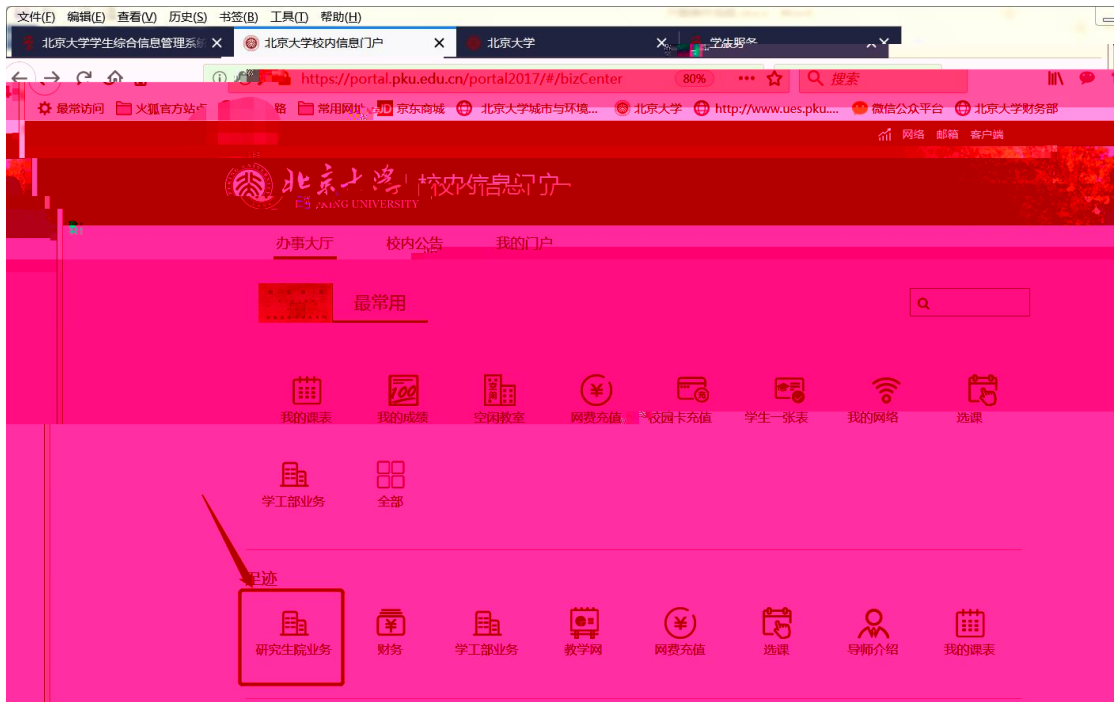 文件(F) 编辑(E) 查看(V) 历史(S) 书签(B) 工具(T) 帮助(H)
北京大学学生综合信息管理系统 北京大学校内信息门户 北京大学
https://portal.pku.edu.cn/portal2017/#/bizCenter 80% 搜索
最常访问 火狐官方站点 常用网址 京东商城 北京大学城市与环境... 北京大学 http://www.ues.pku.... 微信公众平台 北京大学财务部
网络 邮箱 客户端
北京大学 校内信息门户
PEKING UNIVERSITY
办事大厅 校内公告 我的门户
最常用
我的课表 我的成绩 空闲教室 网费充值 校园卡充值 学生一张表 我的网络 选课
学工部业务 全部
足迹
研究生院业务 财务 学工部业务 教学网 网费充值 选课 导师介绍 我的课表